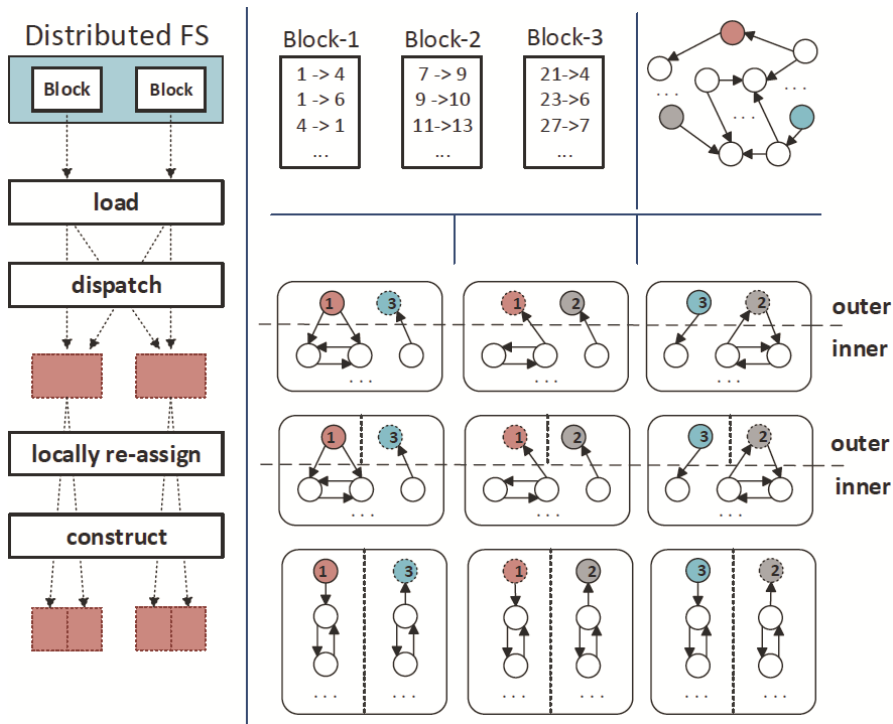 Distributed FS
Block
Block
load
dispatch
locally re-assign
construct
Block-1
1 -> 4
1 -> 6
4 -> 1
...
Block-2
7 -> 9
9 ->10
11->13
...
Block-3
21->4
23->6
27->7
...
. . .
. . .
. . .
1
3
. . .
1
2
. . .
3
2
. . .
outer
inner
1
3
. . .
1
2
. . .
3
2
. . .
outer
inner
1
3
. . .
. . .
1
2
. . .
. . .
3
2
. . .
. . .